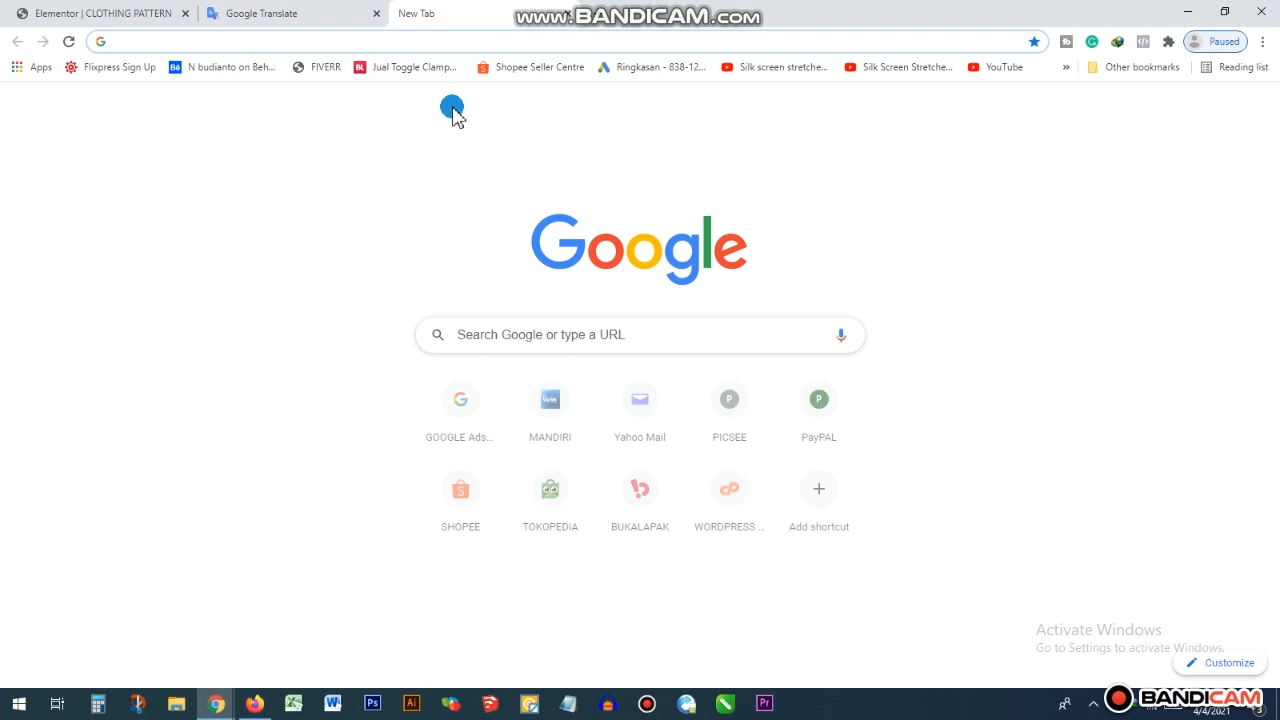 Elementor | CLOTHING PATTERN
Google Translate
New Tab
www.BANDICAM.com
Paused
Apps
Flixpress Sign Up
N budianto on Beh...
FIVERR
Jual Toggle Clamp...
Shopee Seller Centre
Ringkasan - 838-12...
Silk screen stretche...
Silk Screen Stretche...
YouTube
»
Other bookmarks
Reading list
Google
Search Google or type a URL
GOOGLE Ads...
MANDIRI
Yahoo Mail
PICSEE
PayPAL
SHOPEE
TOKOPEDIA
BUKALAPAK
WORDPRESS ...
Add shortcut
Activate Windows
Go to Settings to activate Windows.
Customize
BANDICAM
4/4/2021